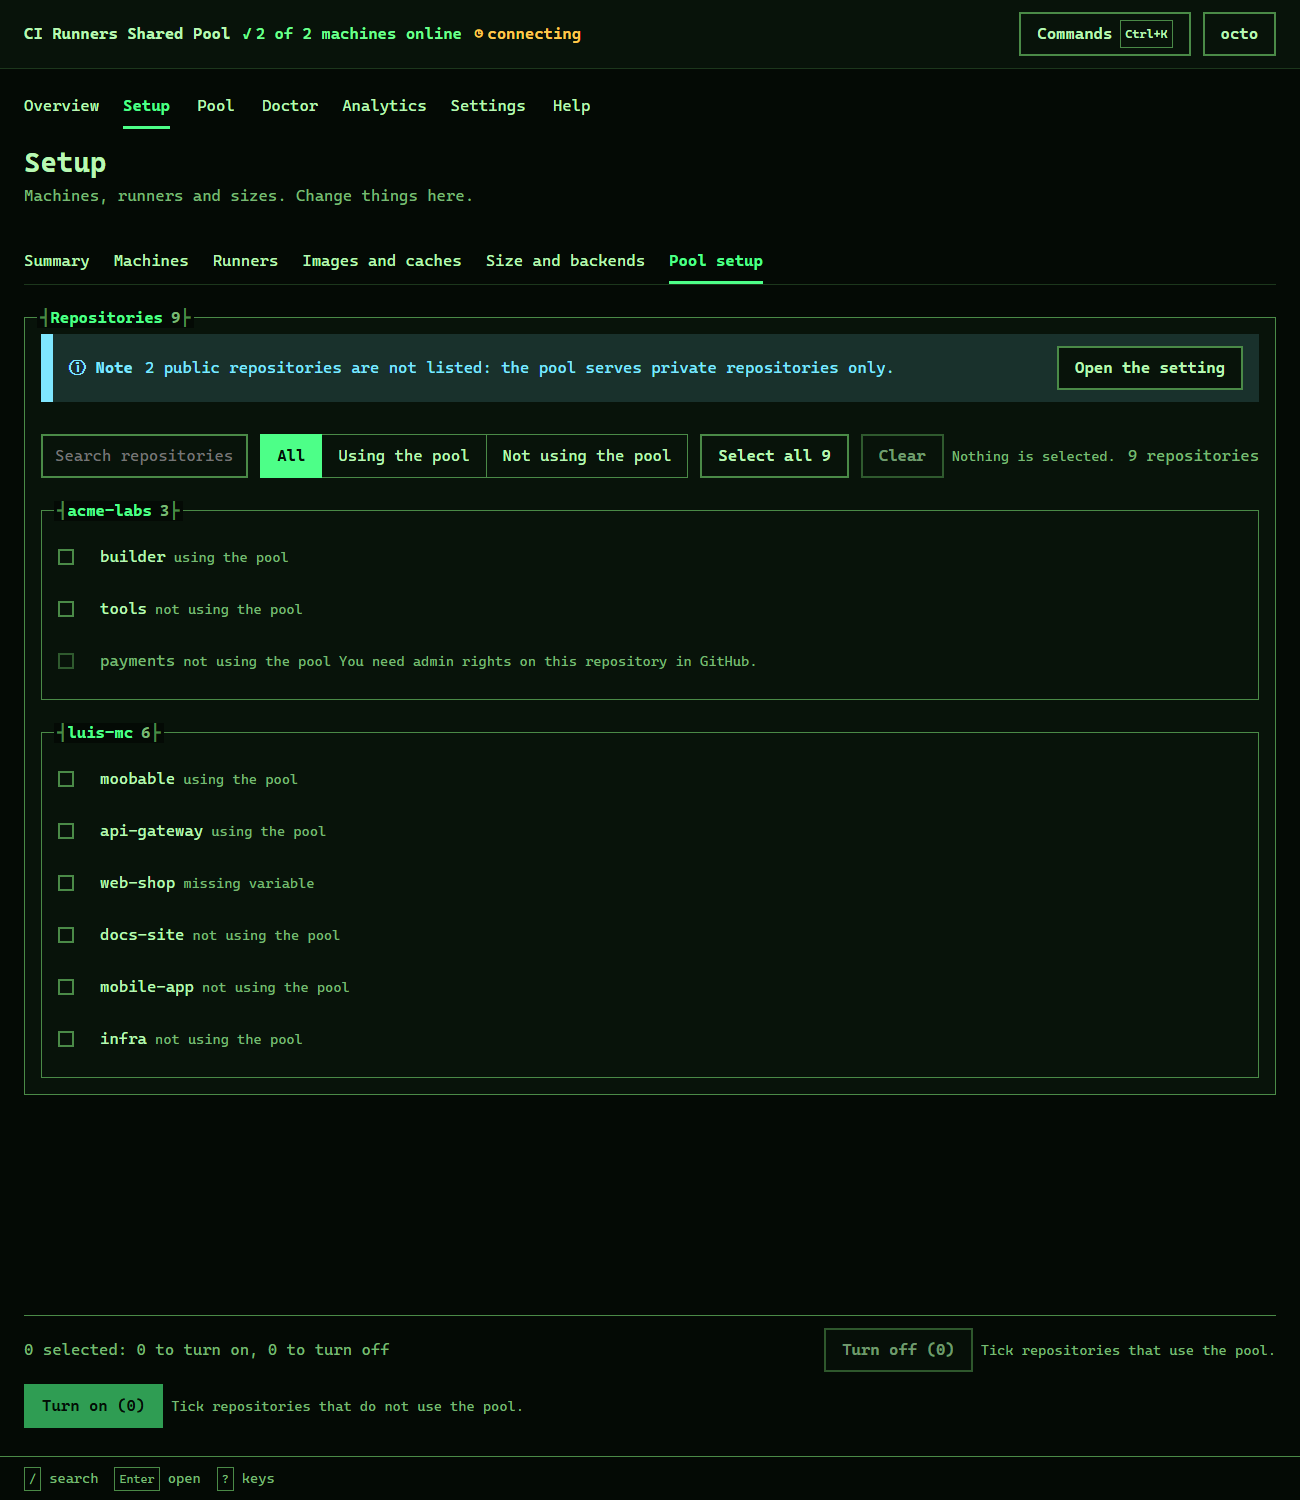 CI Runners Shared Pool ✓ 2 of 2 machines online connecting Commands Ctrl+K octo
Overview Setup Pool Doctor Analytics Settings Help
Setup
Machines, runners and sizes. Change things here.
Summary Machines Runners Images and caches Size and backends Pool setup
Repositories 9
ⓘ Note 2 public repositories are not listed: the pool serves private repositories only. Open the setting
Search repositories All Using the pool Not using the pool Select all 9 Clear Nothing is selected. 9 repositories
acme-labs 3
builder using the pool
tools not using the pool
payments not using the pool You need admin rights on this repository in GitHub.
luis-mc 6
moobable using the pool
api-gateway using the pool
web-shop missing variable
docs-site not using the pool
mobile-app not using the pool
infra not using the pool
0 selected: 0 to turn on, 0 to turn off Turn off (0) Tick repositories that use the pool.
Turn on (0) Tick repositories that do not use the pool.
/ search Enter open ? keys